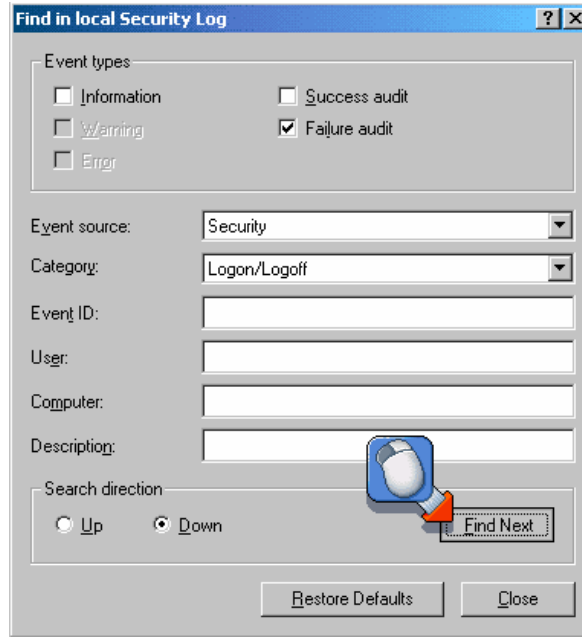 Find in local Security Log
Event types
Information
Success audit
Warning
Failure audit
Error
Event source: Security
Category: Logon/Logoff
Event ID:
User:
Computer:
Description:
Search direction
Up Down Find Next
Restore Defaults Close